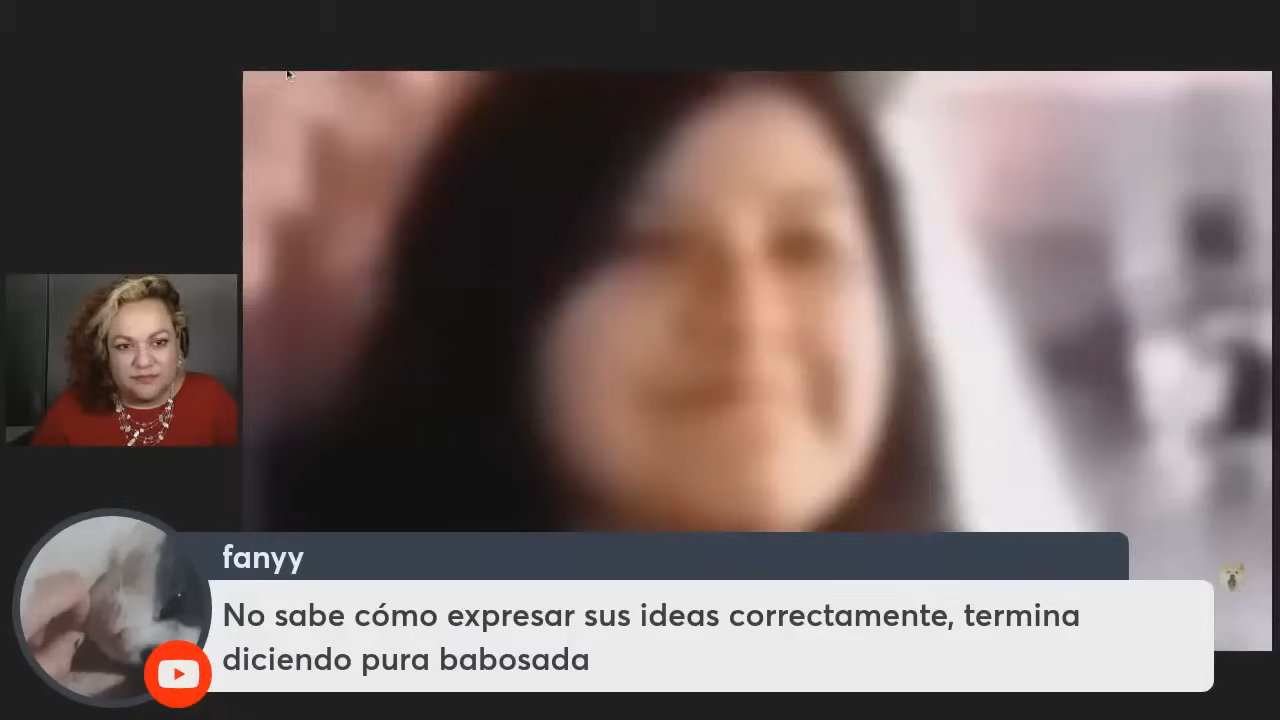 fanyy
No sabe cómo expresar sus ideas correctamente, termina
diciendo pura babosada